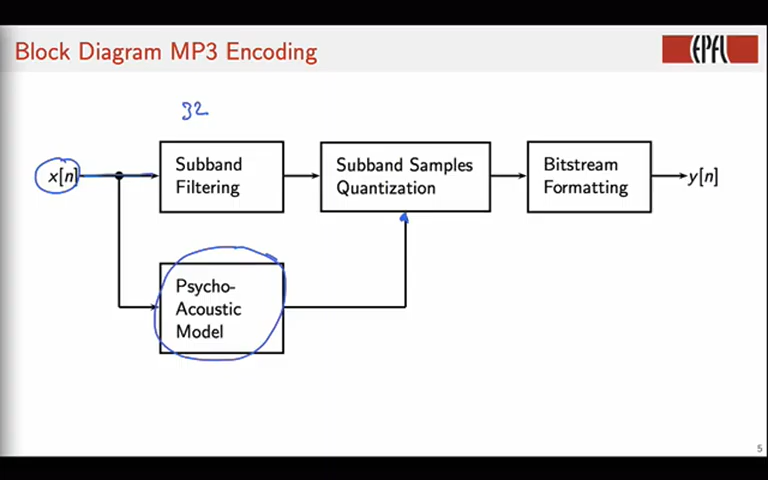 Block Diagram MP3 Encoding
EPFL
32
x[n]
Subband
Filtering
Subband Samples
Quantization
Bitstream
Formatting
y[n]
Psycho-
Acoustic
Model
5